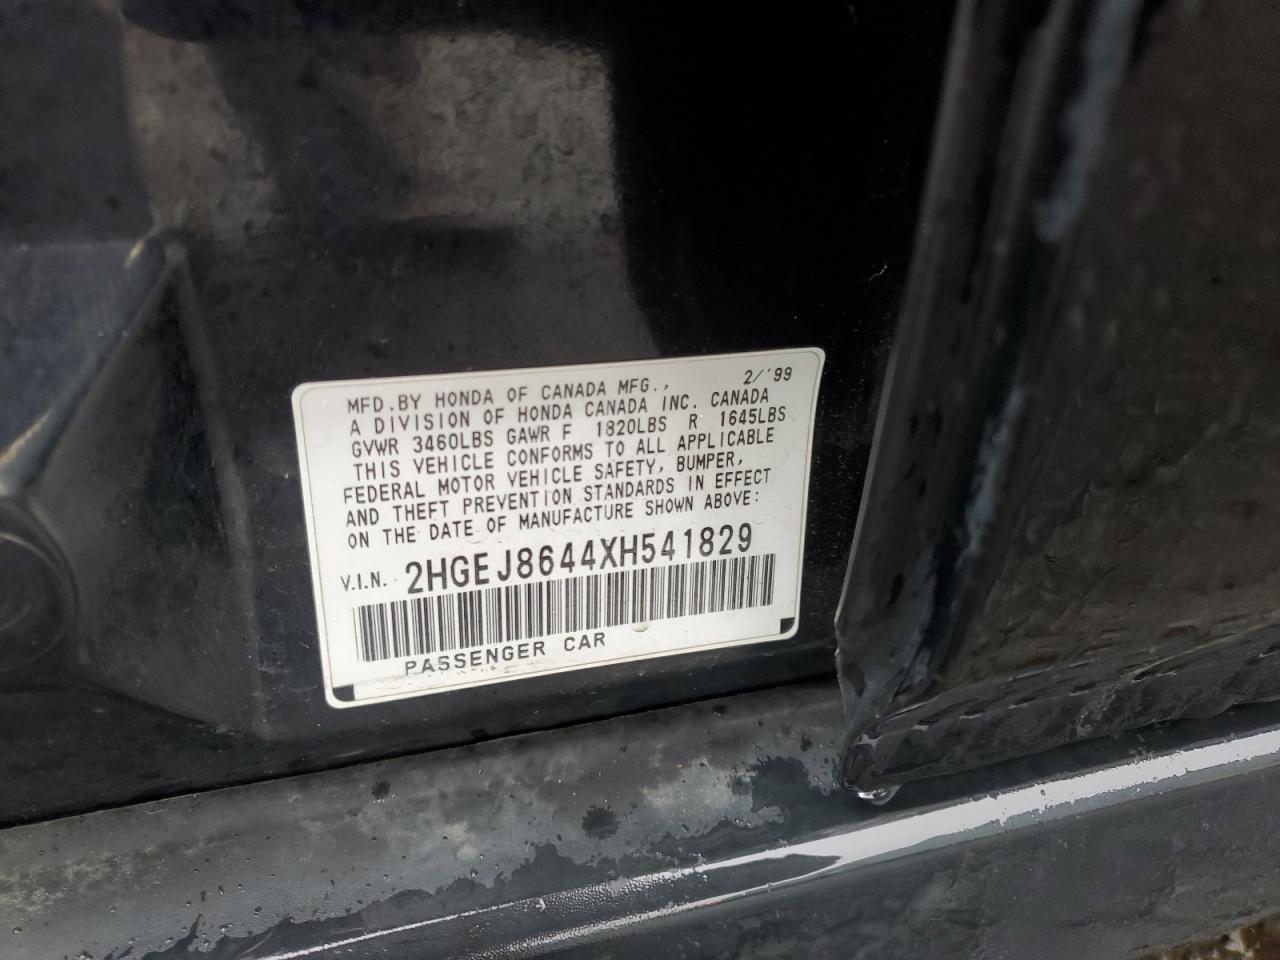 MFD.BY HONDA OF CANADA MFG., 2/'99
A DIVISION OF HONDA CANADA INC. CANADA
GVWR 3460LBS GAWR F 1820LBS R 1645LBS
THIS VEHICLE CONFORMS TO ALL APPLICABLE
FEDERAL MOTOR VEHICLE SAFETY, BUMPER,
AND THEFT PREVENTION STANDARDS IN EFFECT
ON THE DATE OF MANUFACTURE SHOWN ABOVE:
V.I.N. 2HGEJ8644XH541829
PASSENGER CAR